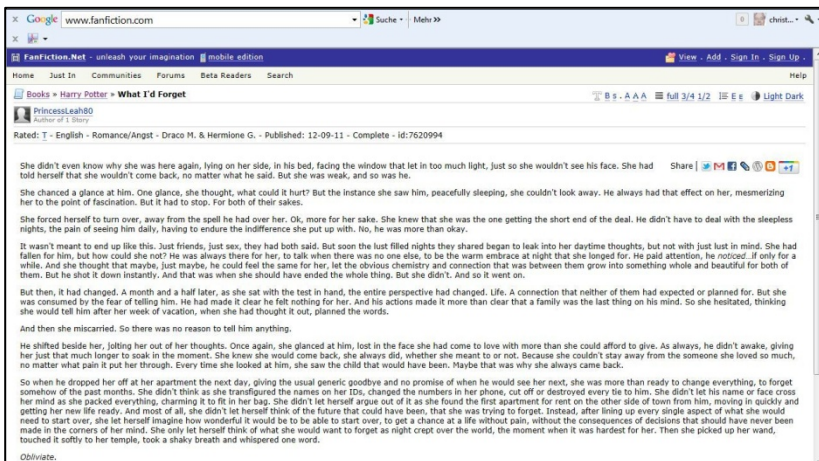 x Google www.fanfiction.com Suche Mehr >> 0 christ...
x
FanFiction.Net - unleash your imagination mobile edition View . Add . Sign In . Sign Up .
Home Just In Communities Forums Beta Readers Search Help
Books » Harry Potter » What I'd Forget B s . A A A full 3/4 1/2 E E Light Dark
PrincessLeah80
Author of 1 Story
Rated: T - English - Romance/Angst - Draco M. & Hermione G. - Published: 12-09-11 - Complete - id:7620994
She didn't even know why she was here again, lying on her side, in his bed, facing the window that let in too much light, just so she wouldn't see his face. She had Share
told herself that she wouldn't come back, no matter what he said. But she was weak, and so was he. +1
She chanced a glance at him. One glance, she thought, what could it hurt? But the instance she saw him, peacefully sleeping, she couldn't look away. He always had that effect on her, mesmerizing
her to the point of fascination. But it had to stop. For both of their sakes.
She forced herself to turn over, away from the spell he had over her. Ok, more for her sake. She knew that she was the one getting the short end of the deal. He didn't have to deal with the sleepless
nights, the pain of seeing him daily, having to endure the indifference she put up with. No, he was more than okay.
It wasn't meant to end up like this. Just friends, just sex, they had both said. But soon the lust filled nights they shared began to leak into her daytime thoughts, but not with just lust in mind. She had
fallen for him, but how could she not? He was always there for her, to talk when there was no one else, to be the warm embrace at night that she longed for. He paid attention, he noticed..if only for a
while. And she thought that maybe, just maybe, he could feel the same for her, let the obvious chemistry and connection that was between them grow into something whole and beautiful for both of
them. But he shot it down instantly. And that was when she should have ended the whole thing. But she didn't. And so it went on.
But then, it had changed. A month and a half later, as she sat with the test in hand, the entire perspective had changed. Life. A connection that neither of them had expected or planned for. But she
was consumed by the fear of telling him. He had made it clear he felt nothing for her. And his actions made it more than clear that a family was the last thing on his mind. So she hesitated, thinking
she would tell him after her week of vacation, when she had thought it out, planned the words.
And then she miscarried. So there was no reason to tell him anything.
He shifted beside her, jolting her out of her thoughts. Once again, she glanced at him, lost in the face she had come to love with more than she could afford to give. As always, he didn't awake, giving
her just that much longer to soak in the moment. She knew she would come back, she always did, whether she meant to or not. Because she couldn't stay away from the someone she loved so much,
no matter what pain it put her through. Every time she looked at him, she saw the child that would have been. Maybe that was why she always came back.
So when he dropped her off at her apartment the next day, giving the usual generic goodbye and no promise of when he would see her next, she was more than ready to change everything, to forget
somehow of the past months. She didn't think as she transfigured the names on her IDs, changed the numbers in her phone, cut off or destroyed every tie to him. She didn't let his name or face cross
her mind as she packed everything, charming it to fit in her bag. She didn't let herself argue out of it as she found the first apartment for rent on the other side of town from him, moving in quickly and
getting her new life ready. And most of all, she didn't let herself think of the future that could have been, that she was trying to forget. Instead, after lining up every single aspect of what she would
need to start over, she let herself imagine how wonderful it would be to be able to start over, to get a chance at a life without pain, without the consequences of decisions that should have never been
made in the corners of her mind. She only let herself think of what she would want to forget as night crept over the world, the moment when it was hardest for her. Then she picked up her wand,
touched it softly to her temple, took a shaky breath and whispered one word.
Obliviate.